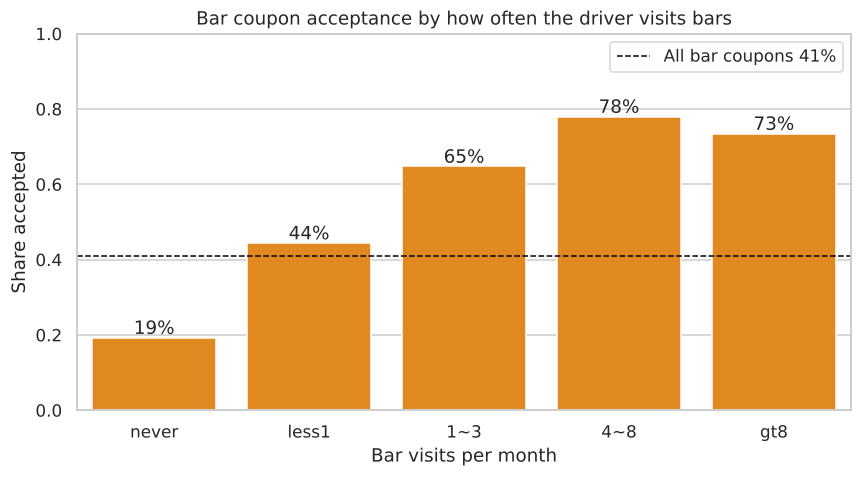 Bar coupon acceptance by how often the driver visits bars
All bar coupons 41%
Share accepted
1.0
0.8
0.6
0.4
0.2
0.0
19%
44%
65%
78%
73%
never
less1
1~3
4~8
gt8
Bar visits per month